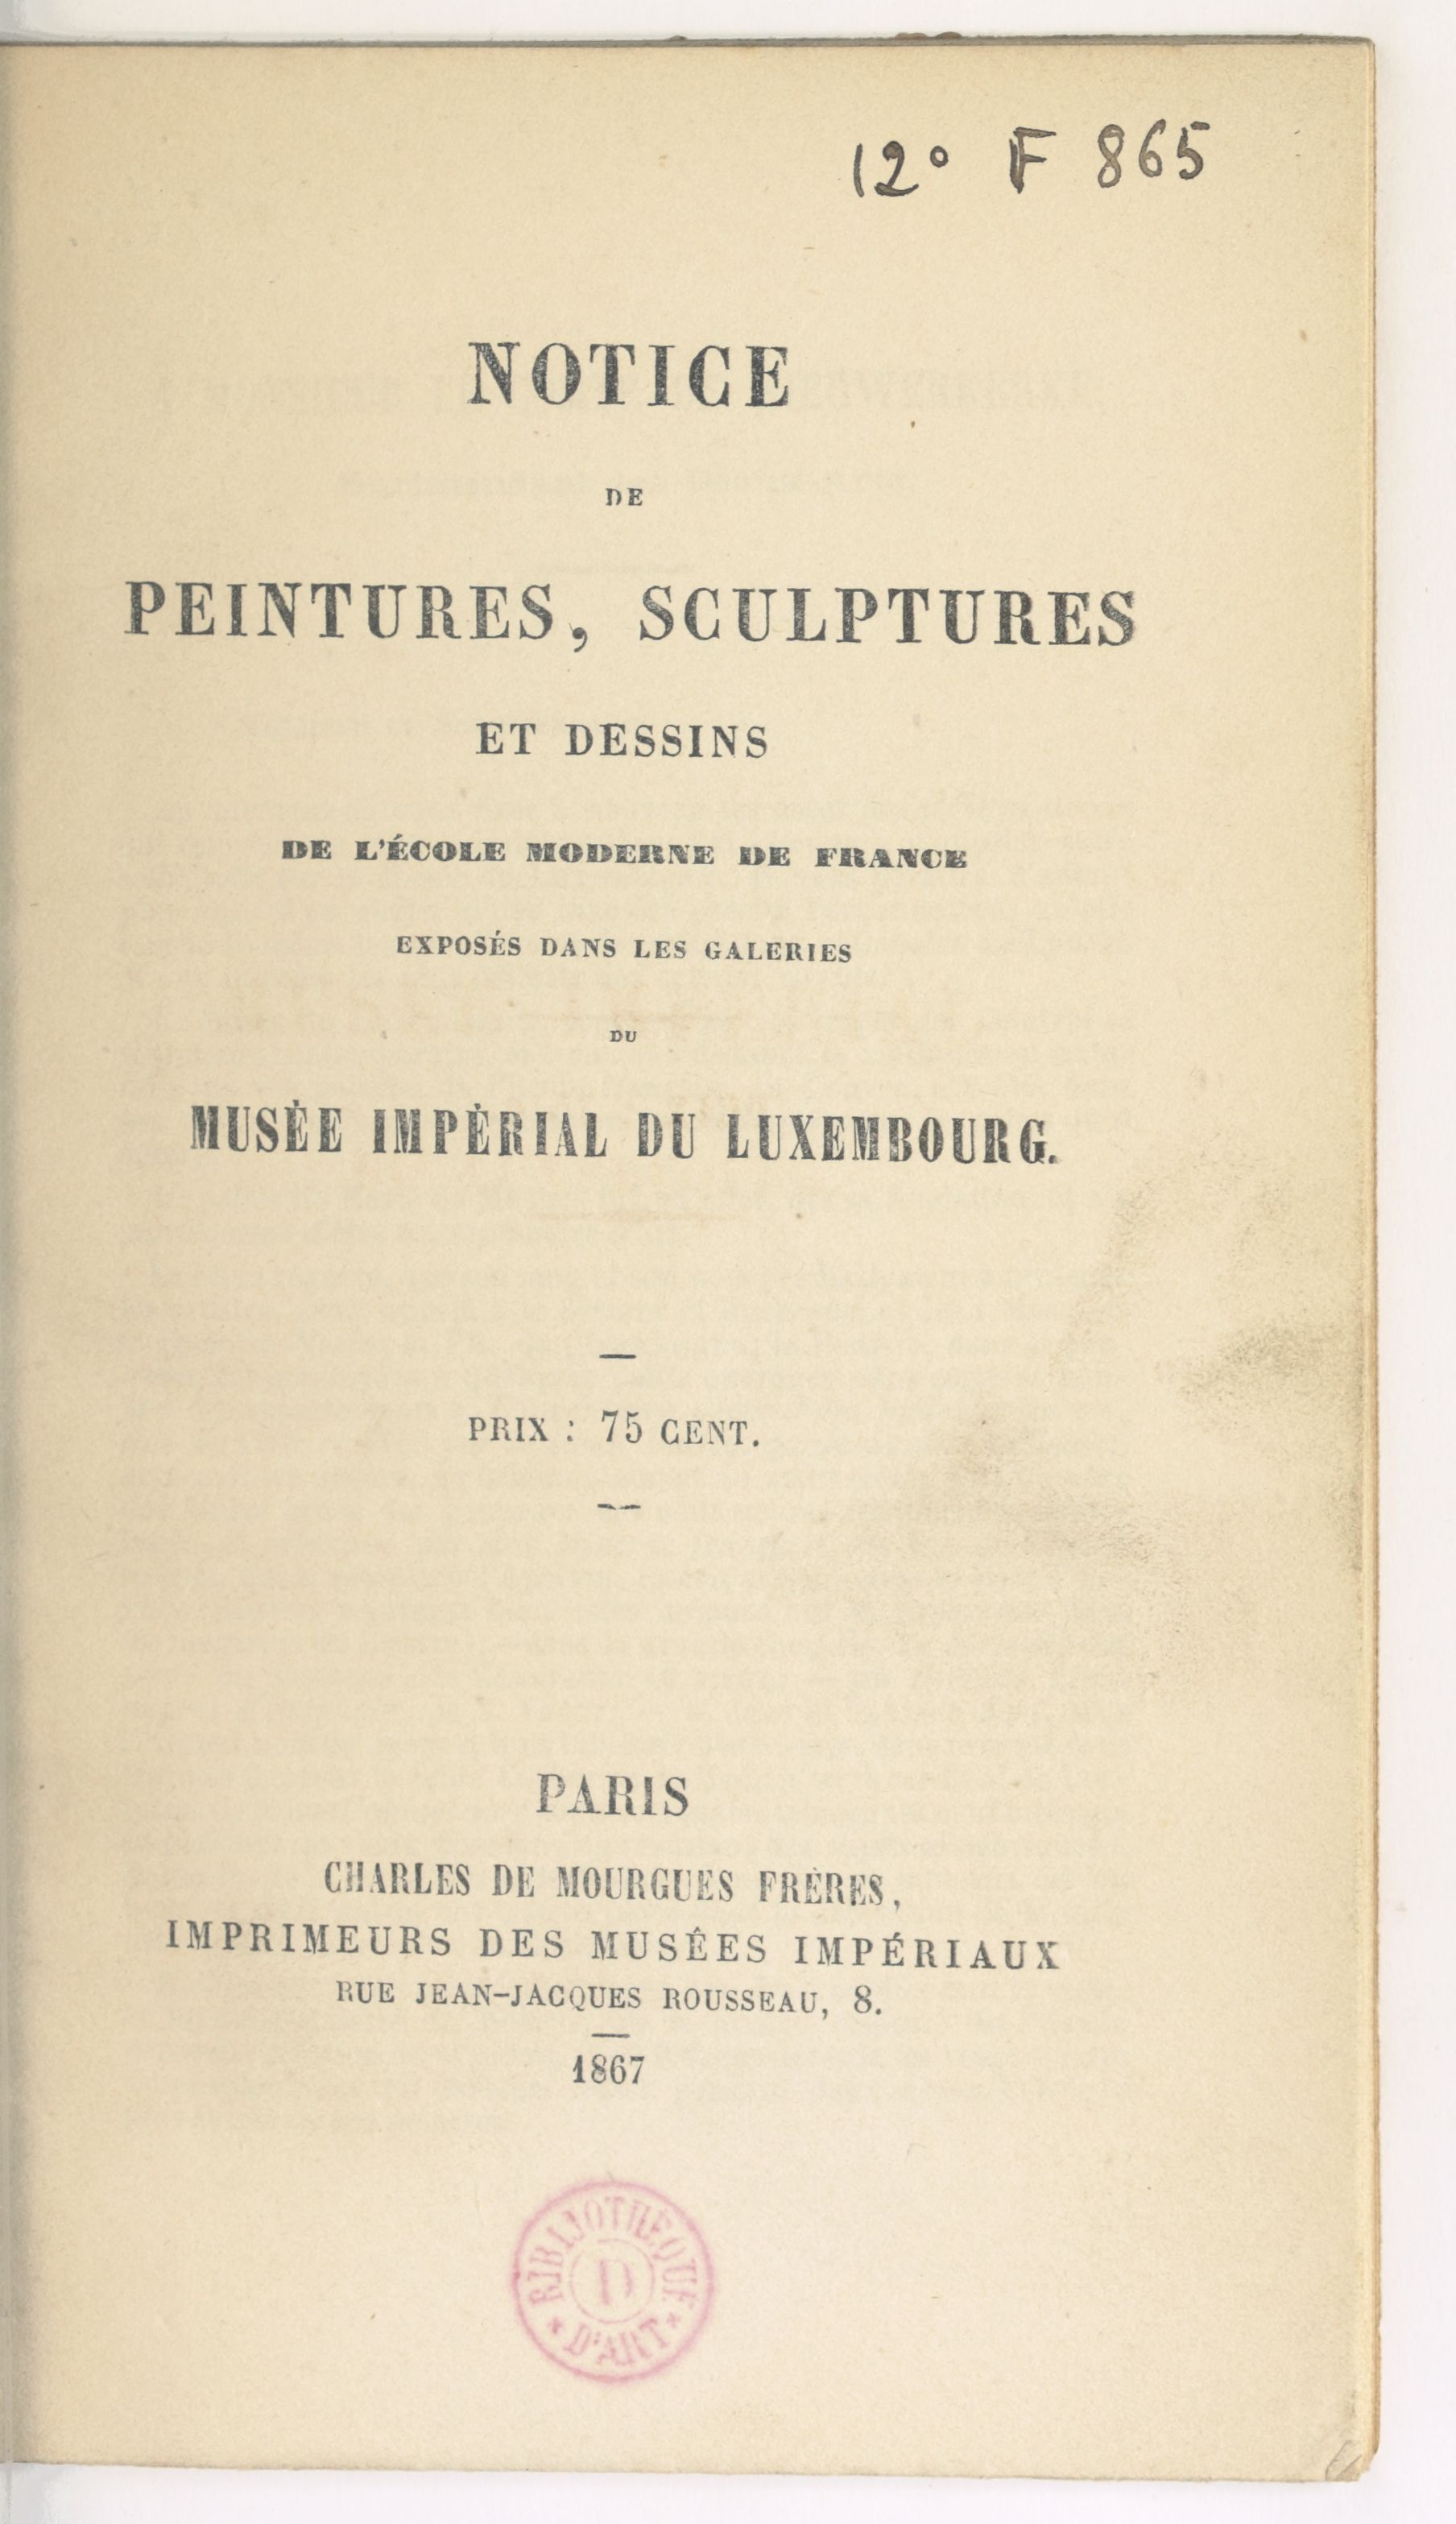 12° F 865
NOTICE
DE
PEINTURES, SCULPTURES
ET DESSINS
DE L'ÉCOLE MODERNE DE FRANCE
EXPOSÉS DANS LES GALERIES
DU
MUSÉE IMPÉRIAL DU LUXEMBOURG.
PRIX : 75 CENT.
PARIS
CHARLES DE MOURGUES FRÈRES,
IMPRIMEURS DES MUSÊES IMPÉRIAUX
RUE JEAN-JACQUES ROUSSEAU, 8.
1867
BIBLIOTHÈQUE
D
* D'ART *